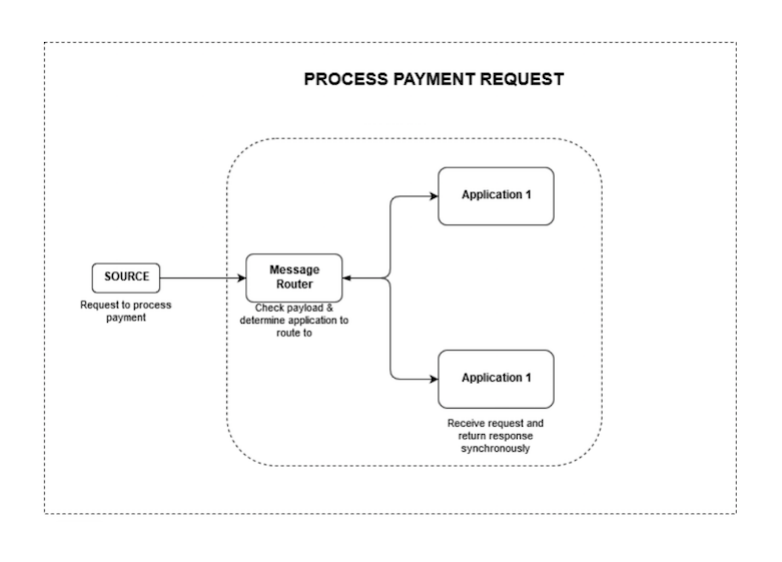 PROCESS PAYMENT REQUEST
Application 1
SOURCE
Request to process
payment
Message
Router
Check payload &
determine application to
route to
Application 1
Receive request and
return response
synchronously